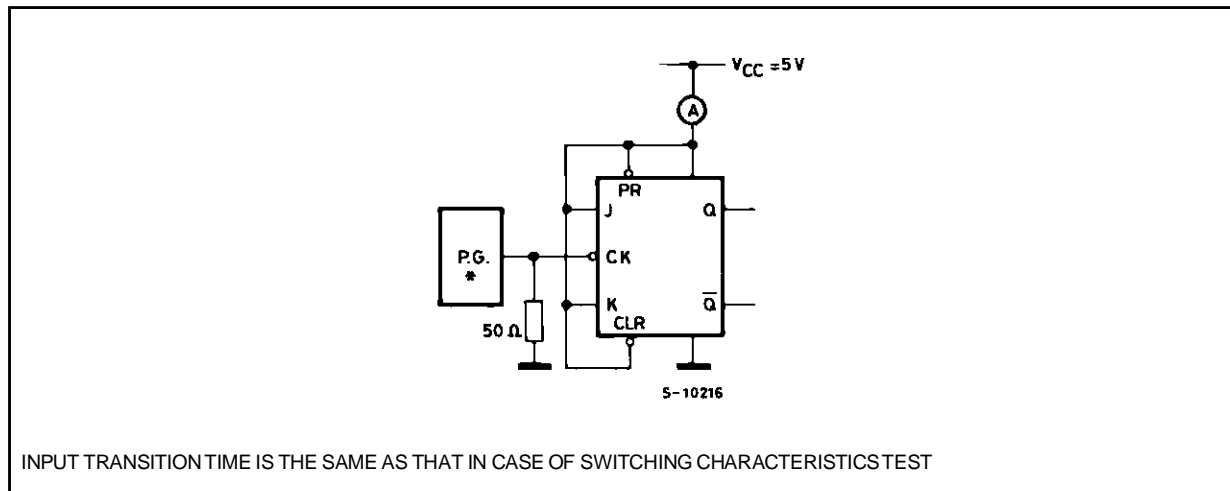 VCC =5V
A
PR
J
Q
P.G.
*
CK
K
Q̅
CLR
50 Ω
S-10216
INPUT TRANSITION TIME IS THE SAME AS THAT IN CASE OF SWITCHING CHARACTERISTICS TEST